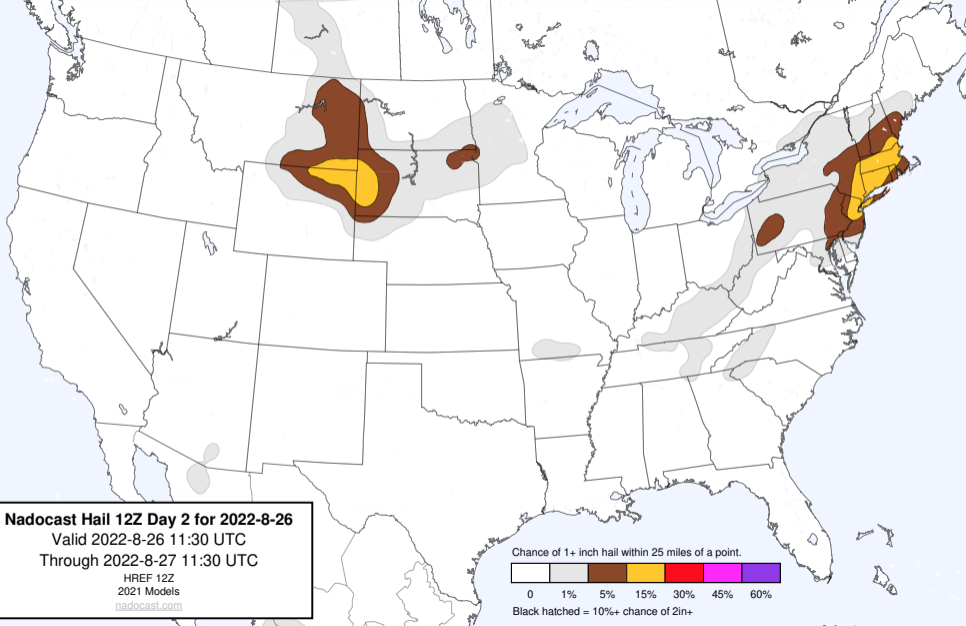 Nadocast Hail 12Z Day 2 for 2022-8-26
Valid 2022-8-26 11:30 UTC
Through 2022-8-27 11:30 UTC
HREF 12Z
2021 Models
nadocast.com
Chance of 1+ inch hail within 25 miles of a point.
0 1% 5% 15% 30% 45% 60%
Black hatched = 10%+ chance of 2in+